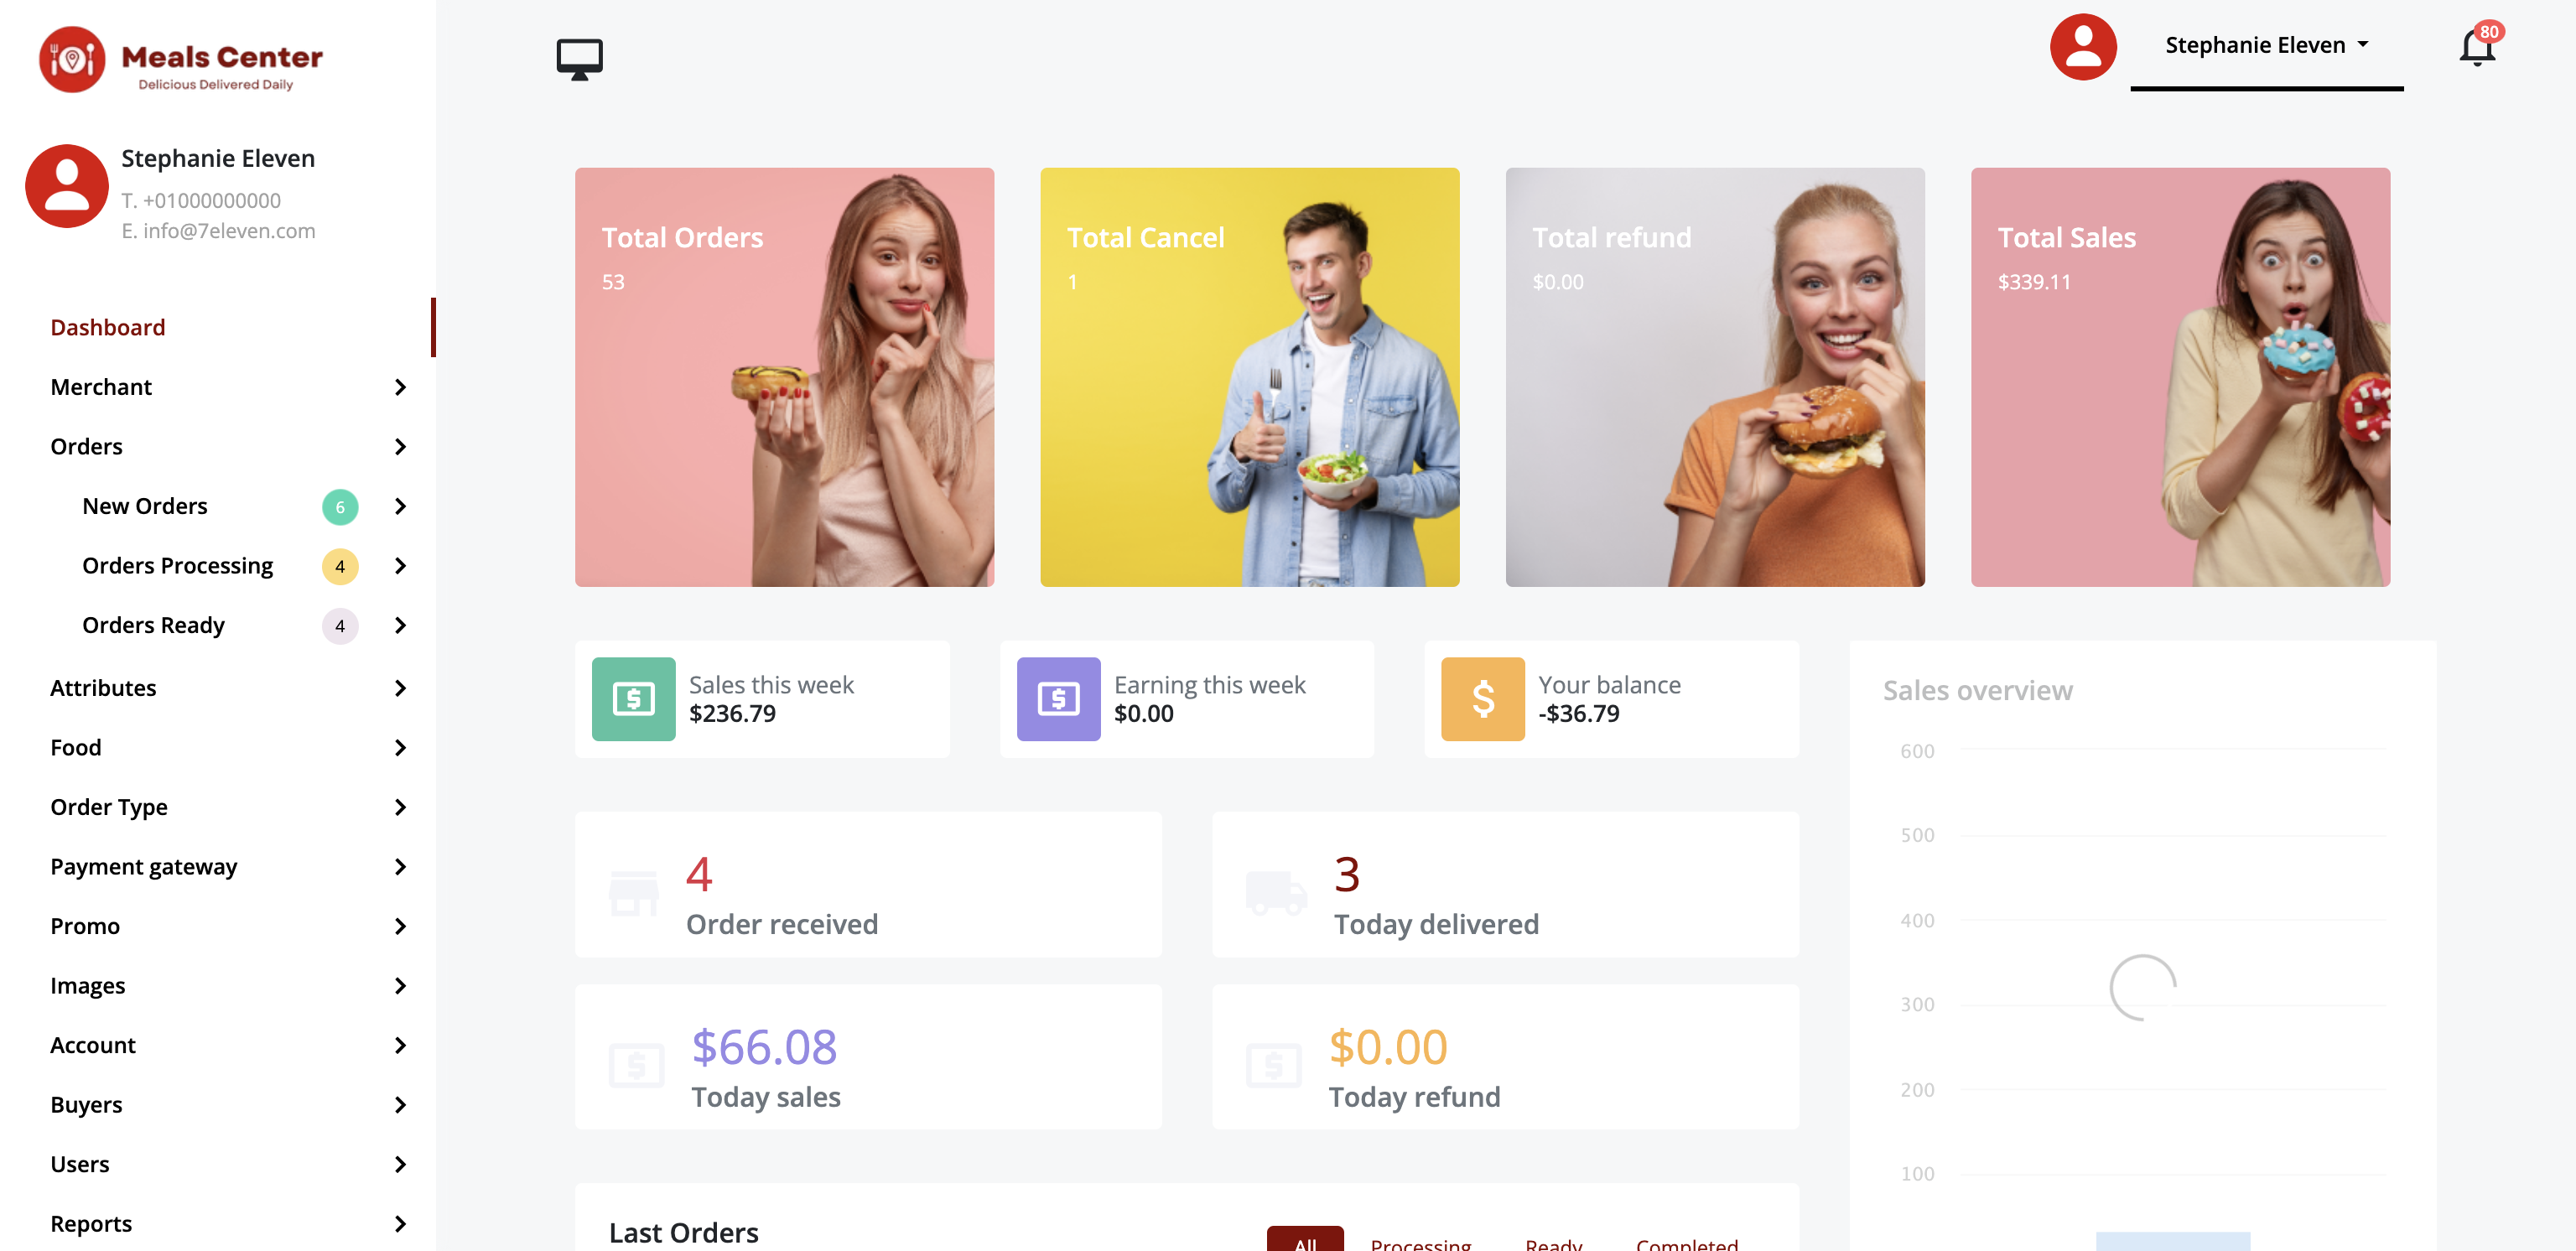 Meals Center
Delicious Delivered Daily
Stephanie Eleven
T. +01000000000
E. info@7eleven.com
Dashboard
Merchant
Orders
New Orders 6
Orders Processing 4
Orders Ready 4
Attributes
Food
Order Type
Payment gateway
Promo
Images
Account
Buyers
Users
Reports
Stephanie Eleven
80
Total Orders
53
Total Cancel
1
Total refund
$0.00
Total Sales
$339.11
Sales this week
$236.79
Earning this week
$0.00
Your balance
-$36.79
4
Order received
3
Today delivered
$66.08
Today sales
$0.00
Today refund
Sales overview
600
500
400
300
200
100
Last Orders
All Processing Ready Completed